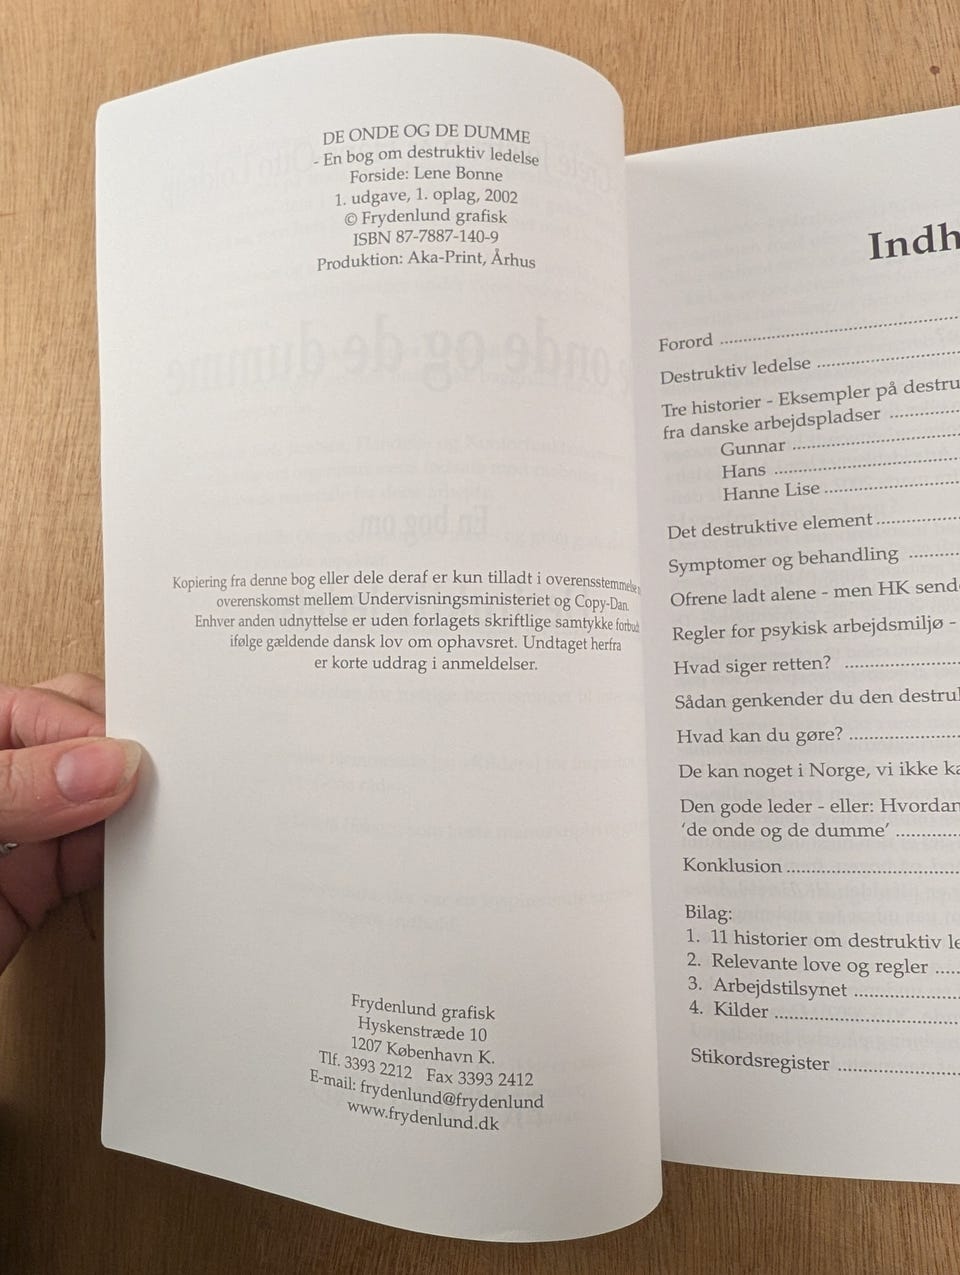 DE ONDE OG DE DUMME
- En bog om destruktiv ledelse
Forside: Lene Bonne
1. udgave, 1. oplag, 2002
© Frydenlund grafisk
ISBN 87-7887-140-9
Produktion: Aka-Print, Århus
Kopiering fra denne bog eller dele deraf er kun tilladt i overensstemmelse
overenskomst mellem Undervisningsministeriet og Copy-Dan.
Enhver anden udnyttelse er uden forlagets skriftlige samtykke forbudt
ifølge gældende dansk lov om ophavsret. Undtaget herfra
er korte uddrag i anmeldelser.
Frydenlund grafisk
Hyskenstræde 10
1207 København K.
Tlf. 3393 2212 Fax 3393 2412
E-mail: frydenlund@frydenlund
www.frydenlund.dk
Indh
Forord
Destruktiv ledelse
Tre historier - Eksempler på destru
fra danske arbejdspladser
Gunnar
Hans
Hanne Lise
Det destruktive element
Symptomer og behandling
Ofrene ladt alene - men HK send
Regler for psykisk arbejdsmiljø -
Hvad siger retten?
Sådan genkender du den destruk
Hvad kan du gøre?
De kan noget i Norge, vi ikke ka
Den gode leder - eller: Hvordan
'de onde og de dumme'
Konklusion
Bilag:
1. 11 historier om destruktiv le
2. Relevante love og regler
3. Arbejdstilsynet
4. Kilder
Stikordsregister